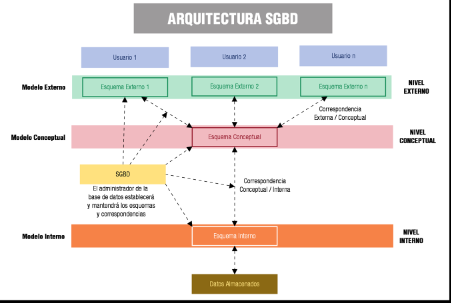 ARQUITECTURA SGBD
Usuario 1
Usuario 2
Usuario n
Modelo Externo
Esquema Externo 1
Esquema Externo 2
Esquema Externo n
NIVEL
EXTERNO
Correspondencia
Externa / Conceptual
Modelo Conceptual
Esquema Conceptual
NIVEL
CONCEPTUAL
SGBD
El administrador de la
base de datos establecerá
y mantendrá los esquemas
y correspondencias
Correspondencia
Conceptual / Interna
Modelo Interno
Esquema Interno
NIVEL
INTERNO
Datos Almacenados